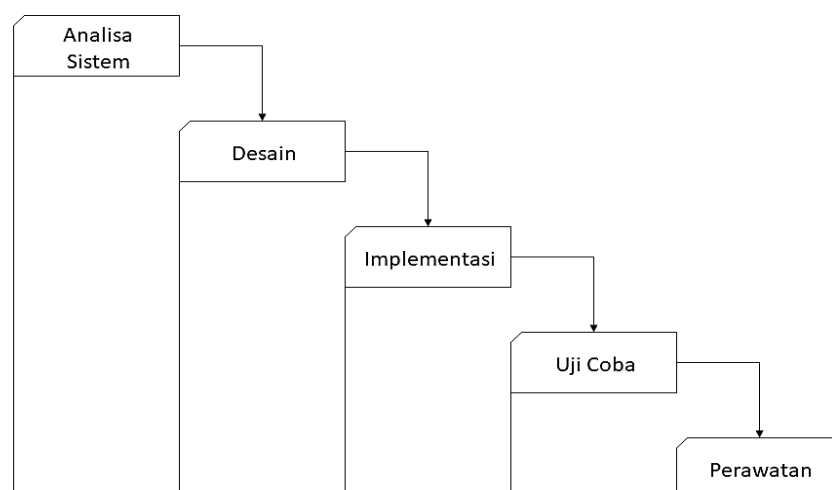 Analisa
Sistem
Desain
Implementasi
Uji Coba
Perawatan